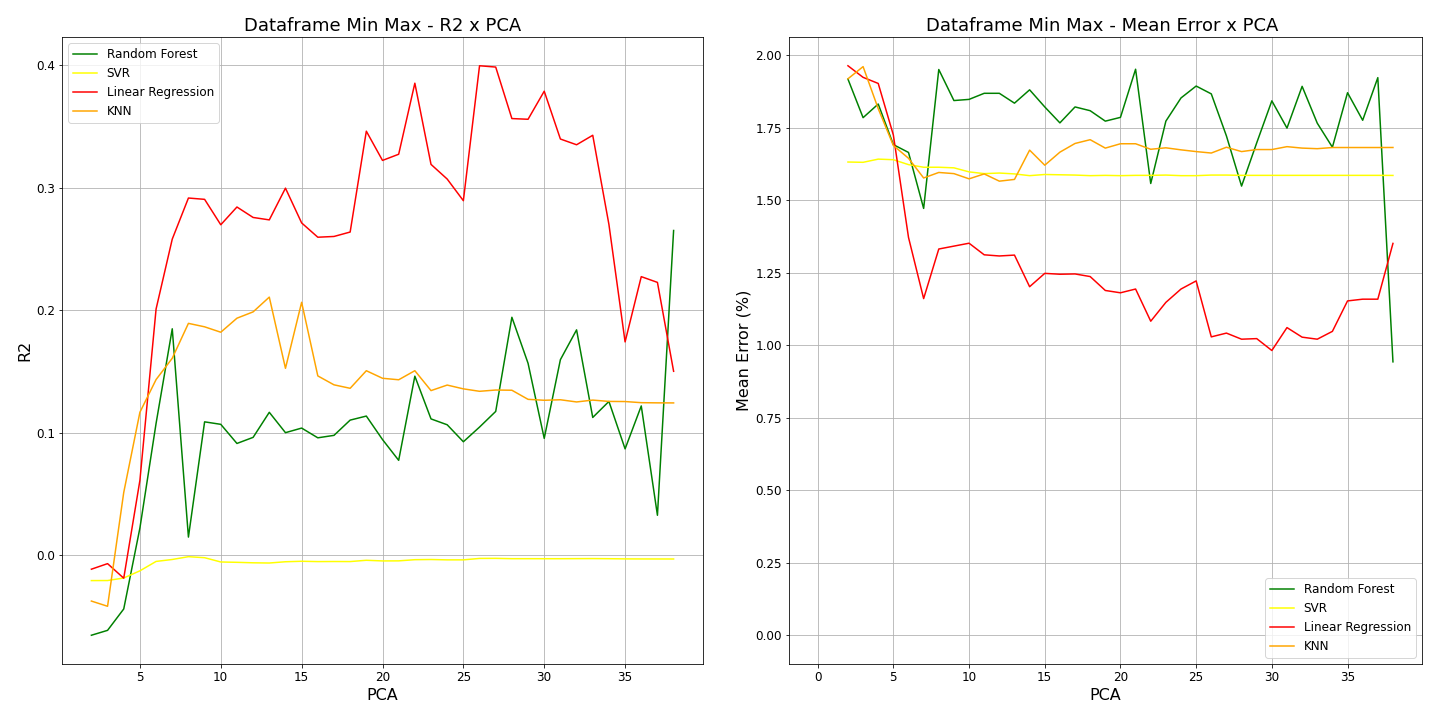 Dataframe Min Max - R2 x PCA
Random Forest
SVR
Linear Regression
KNN
R2
0.4
0.3
0.2
0.1
0.0
5 10 15 20 25 30 35
PCA
Dataframe Min Max - Mean Error x PCA
Mean Error (%)
2.00
1.75
1.50
1.25
1.00
0.75
0.50
0.25
0.00
Random Forest
SVR
Linear Regression
KNN
0 5 10 15 20 25 30 35
PCA